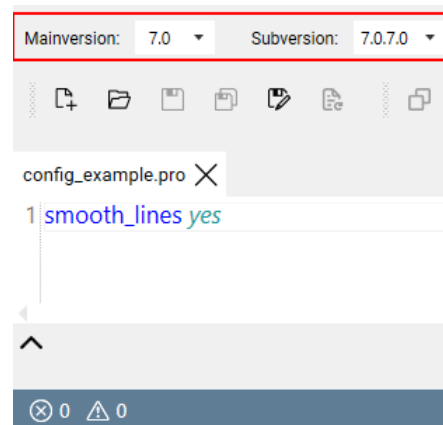 Mainversion: 7.0 Subversion: 7.0.7.0
config_example.pro
1 smooth_lines yes
0 0